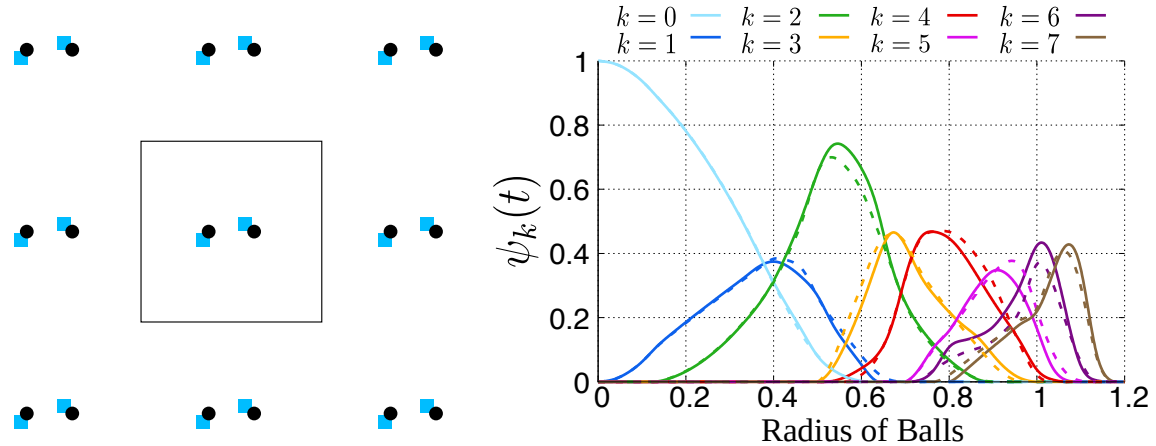 k = 0 k = 2 k = 4 k = 6
k = 1 k = 3 k = 5 k = 7
1
0.8
0.6
0.4
0.2
0
ψ_k(t)
0 0.2 0.4 0.6 0.8 1 1.2
Radius of Balls